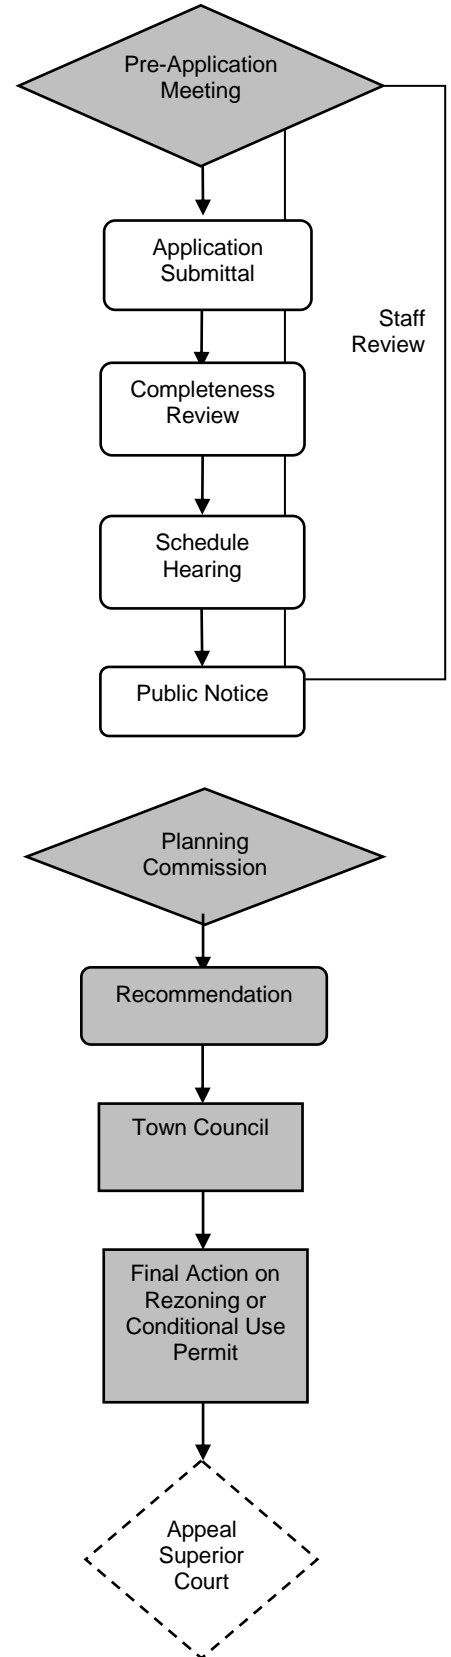 Pre-Application
Meeting
Application
Submittal
Staff
Review
Completeness
Review
Schedule
Hearing
Public Notice
Planning
Commission
Recommendation
Town Council
Final Action on
Rezoning or
Conditional Use
Permit
Appeal
Superior
Court